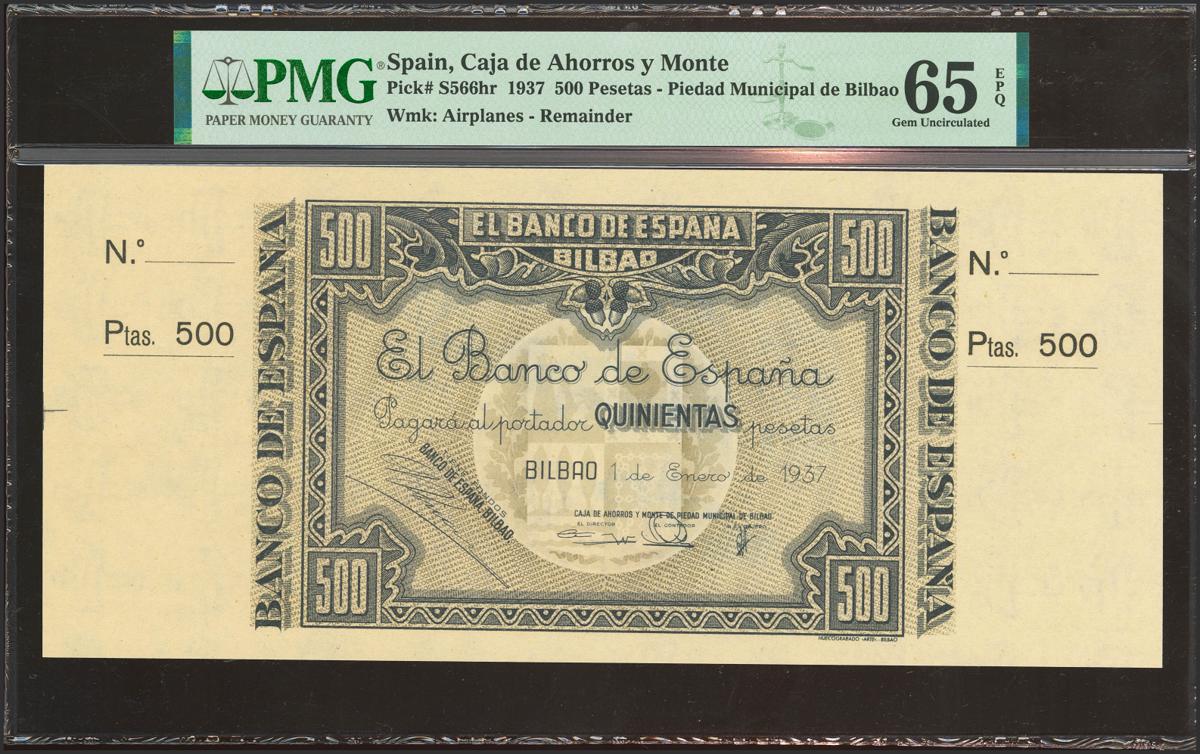 PMG®
PAPER MONEY GUARANTY
Spain, Caja de Ahorros y Monte
Pick# S566hr 1937 500 Pesetas - Piedad Municipal de Bilbao
Wmk: Airplanes - Remainder
65 EPQ
Gem Uncirculated
N.º
Ptas. 500
BANCO DE ESPAÑA
500
EL BANCO DE ESPAÑA
BILBAO
500
El Banco de España
Pagará al portador QUINIENTAS pesetas
BILBAO 1 de Enero de 1937
BANCO DE ESPAÑA BILBAO
CAJA DE AHORROS Y MONTE DE PIEDAD MUNICIPAL DE BILBAO
EL DIRECTOR EL CONTADOR
500
500
HUECOGRABADO "ARTE" - BILBAO
BANCO DE ESPAÑA
N.º
Ptas. 500